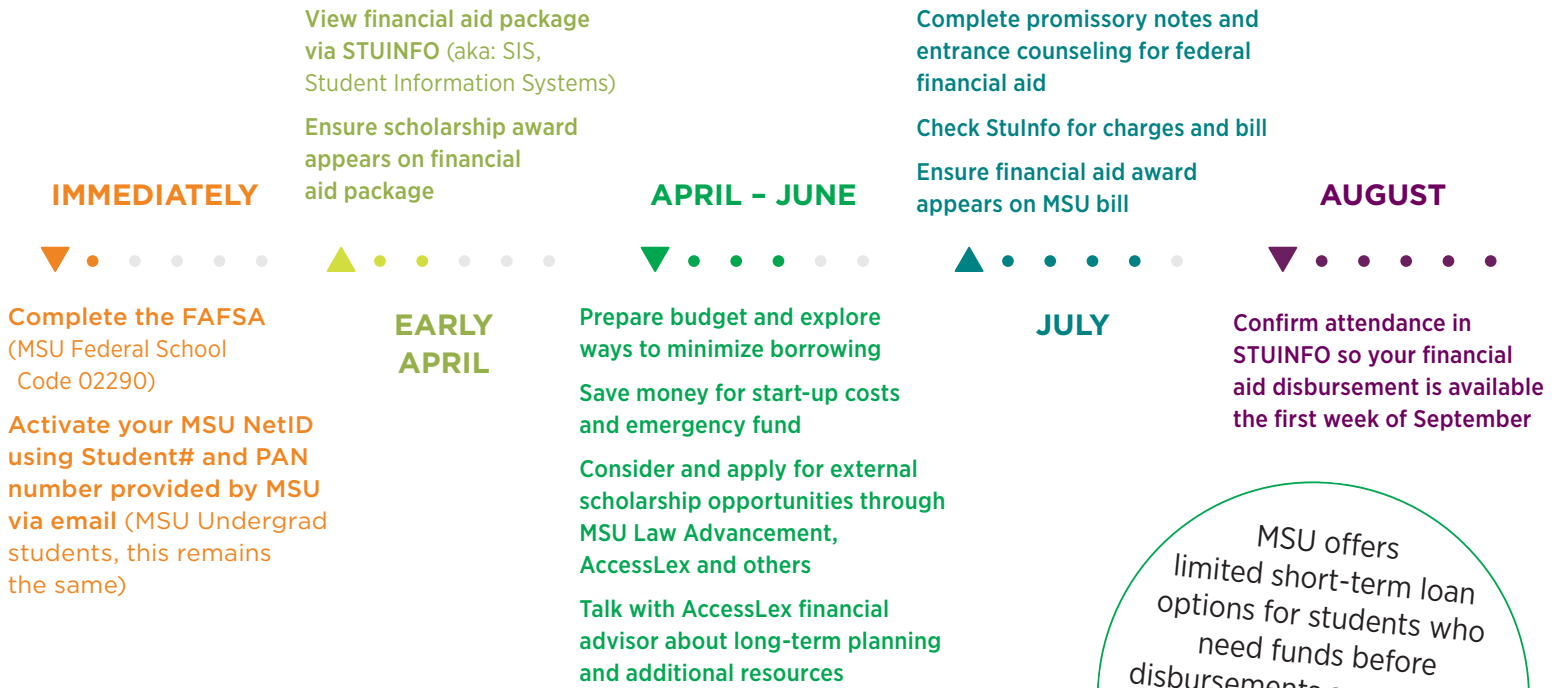 IMMEDIATELY
Complete the FAFSA
(MSU Federal School
Code 02290)
Activate your MSU NetID
using Student# and PAN
number provided by MSU
via email (MSU Undergrad
students, this remains
the same)
View financial aid package
via STUINFO (aka: SIS,
Student Information Systems)
Ensure scholarship award
appears on financial
aid package
EARLY
APRIL
APRIL – JUNE
Prepare budget and explore
ways to minimize borrowing
Save money for start-up costs
and emergency fund
Consider and apply for external
scholarship opportunities through
MSU Law Advancement,
AccessLex and others
Talk with AccessLex financial
advisor about long-term planning
and additional resources
Complete promissory notes and
entrance counseling for federal
financial aid
Check StuInfo for charges and bill
Ensure financial aid award
appears on MSU bill
JULY
AUGUST
Confirm attendance in
STUINFO so your financial
aid disbursement is available
the first week of September
MSU offers
limited short-term loan
options for students who
need funds before
disbursements